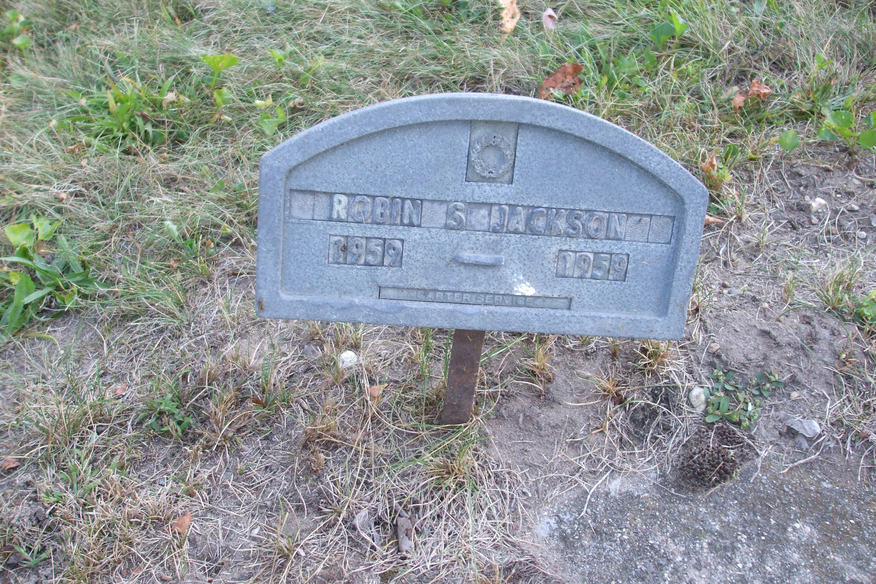 ROBIN S JACKSON
1959 — 1959
CARTER SERVICE